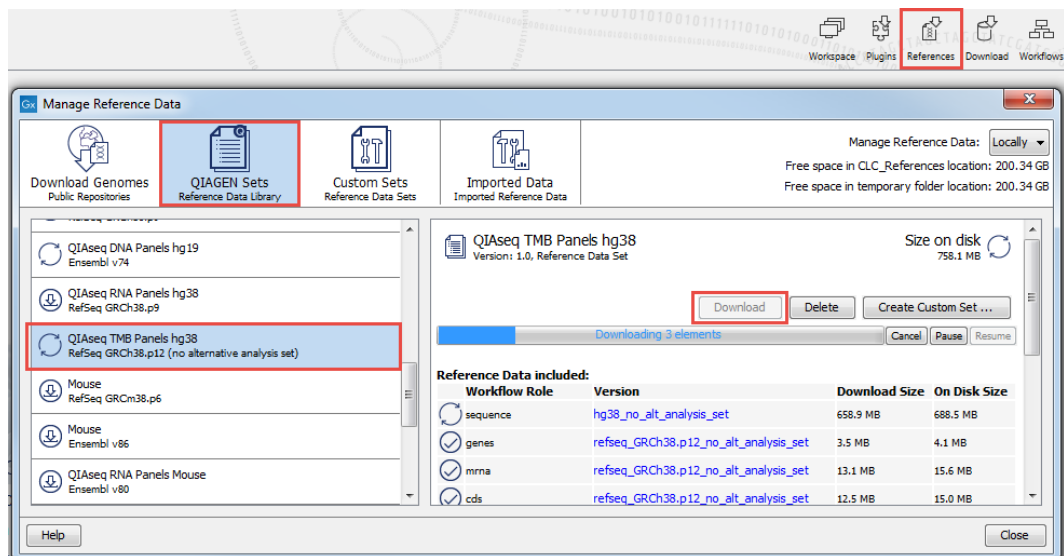 Workspace Plugins References Download Workflows
Gx Manage Reference Data
Download Genomes
Public Repositories
QIAGEN Sets
Reference Data Library
Custom Sets
Reference Data Sets
Imported Data
Imported Reference Data
Manage Reference Data: Locally
Free space in CLC_References location: 200.34 GB
Free space in temporary folder location: 200.34 GB
QIAseq DNA Panels hg19
Ensembl v74
QIAseq RNA Panels hg38
RefSeq GRCh38.p9
QIAseq TMB Panels hg38
RefSeq GRCh38.p12 (no alternative analysis set)
Mouse
RefSeq GRCm38.p6
Mouse
Ensembl v86
QIAseq RNA Panels Mouse
Ensembl v80
QIAseq TMB Panels hg38
Version: 1.0, Reference Data Set
Size on disk
758.1 MB
Download Delete Create Custom Set ...
Downloading 3 elements Cancel Pause Resume
Reference Data included:
Workflow Role Version Download Size On Disk Size
sequence hg38_no_alt_analysis_set 658.9 MB 688.5 MB
genes refseq_GRCh38.p12_no_alt_analysis_set 3.5 MB 4.1 MB
mrna refseq_GRCh38.p12_no_alt_analysis_set 13.1 MB 15.6 MB
cds refseq_GRCh38.p12_no_alt_analysis_set 12.5 MB 15.0 MB
Help Close